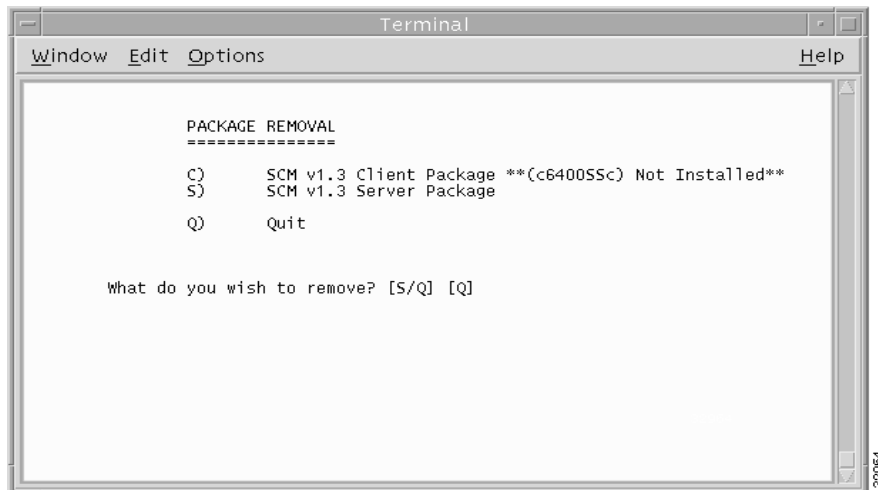 Terminal
Window Edit Options Help
PACKAGE REMOVAL
===============
C) SCM v1.3 Client Package **(c6400SSc) Not Installed**
S) SCM v1.3 Server Package
Q) Quit
What do you wish to remove? [S/Q] [Q]